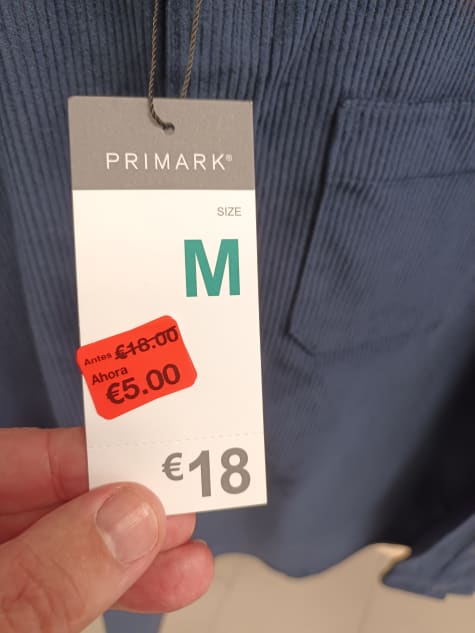 PRIMARK®
SIZE
M
Antes €18.00
Ahora
€5.00
€18